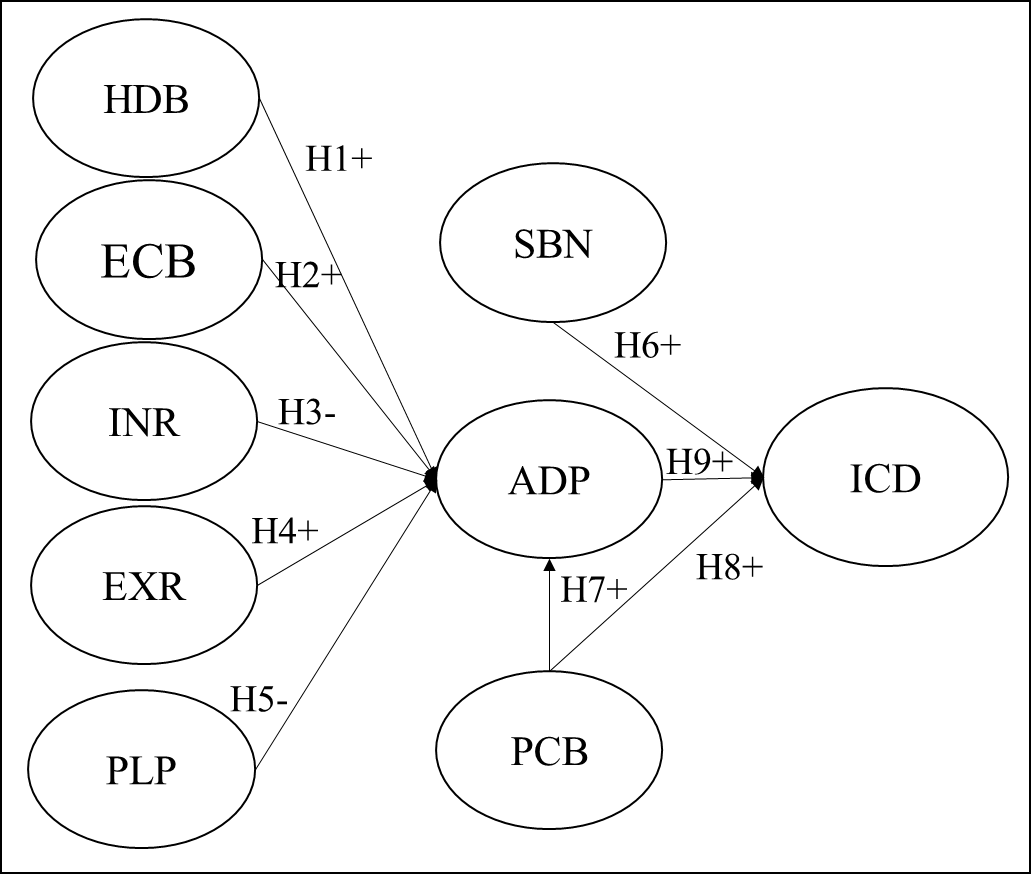 HDB
H1+
ECB
H2+
SBN
H6+
INR
H3-
ADP
H9+
ICD
EXR
H4+
H7+
H8+
PLP
H5-
PCB